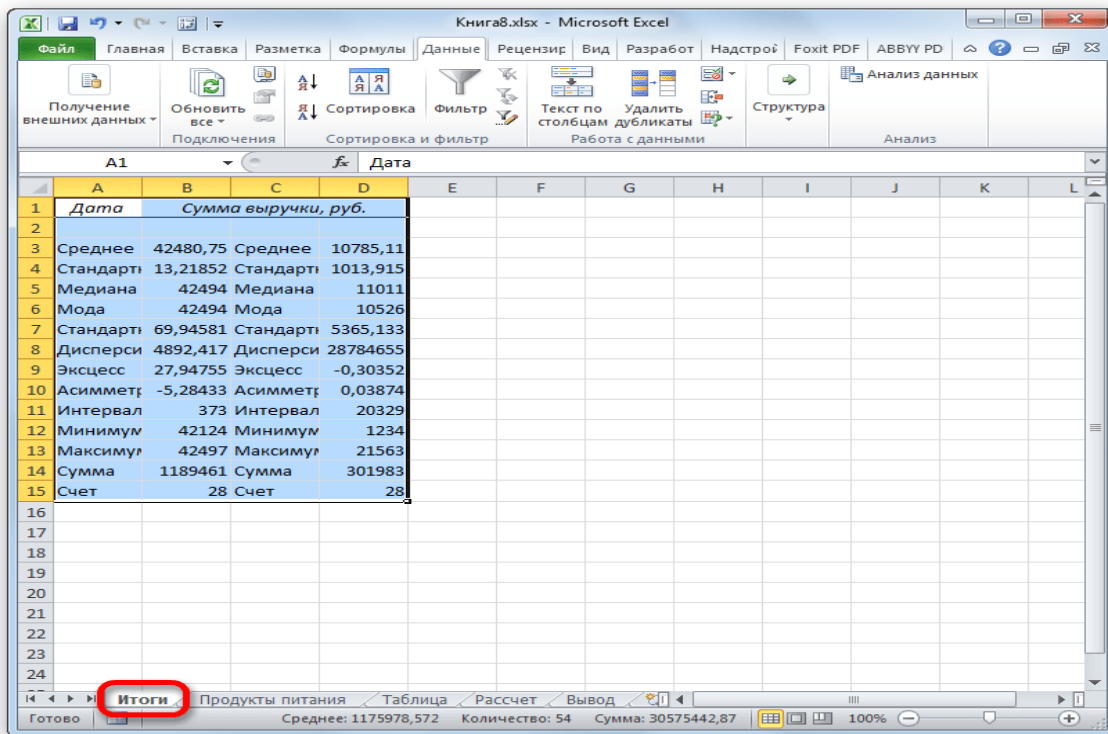 Книга8.xlsx - Microsoft Excel
Файл Главная Вставка Разметка Формулы Данные Рецензир Вид Разработ Надстрой Foxit PDF ABBYY PD
Получение внешних данных
Обновить все
Сортировка
Фильтр
Текст по столбцам
Удалить дубликаты
Структура
Анализ данных
Подключения Сортировка и фильтр Работа с данными Анализ
A1 fx Дата
A B C D E F G H I J K L
1 Дата Сумма выручки, руб.
2
3 Среднее 42480,75 Среднее 10785,11
4 Стандартн 13,21852 Стандартн 1013,915
5 Медиана 42494 Медиана 11011
6 Мода 42494 Мода 10526
7 Стандартн 69,94581 Стандартн 5365,133
8 Дисперси 4892,417 Дисперси 28784655
9 Эксцесс 27,94755 Эксцесс -0,30352
10 Асимметр -5,28433 Асимметр 0,03874
11 Интервал 373 Интервал 20329
12 Минимум 42124 Минимум 1234
13 Максимум 42497 Максимум 21563
14 Сумма 1189461 Сумма 301983
15 Счет 28 Счет 28
16
17
18
19
20
21
22
23
24
Итоги Продукты питания Таблица Рассчет Вывод
Готово Среднее: 1175978,572 Количество: 54 Сумма: 30575442,87 100%